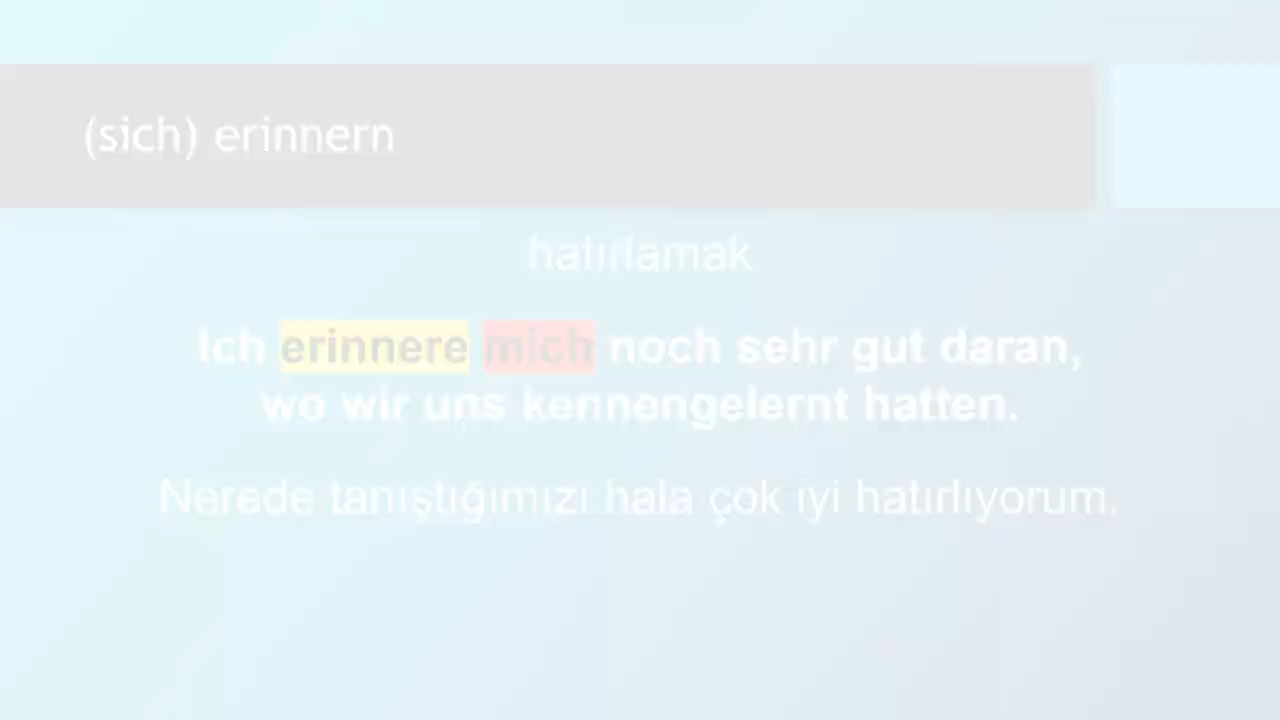 (sich) erinnern
hatırlamak
Ich erinnere mich noch sehr gut daran,
wo wir uns kennengelernt hatten.
Nerede tanıştığımızı hala çok iyi hatırlıyorum.